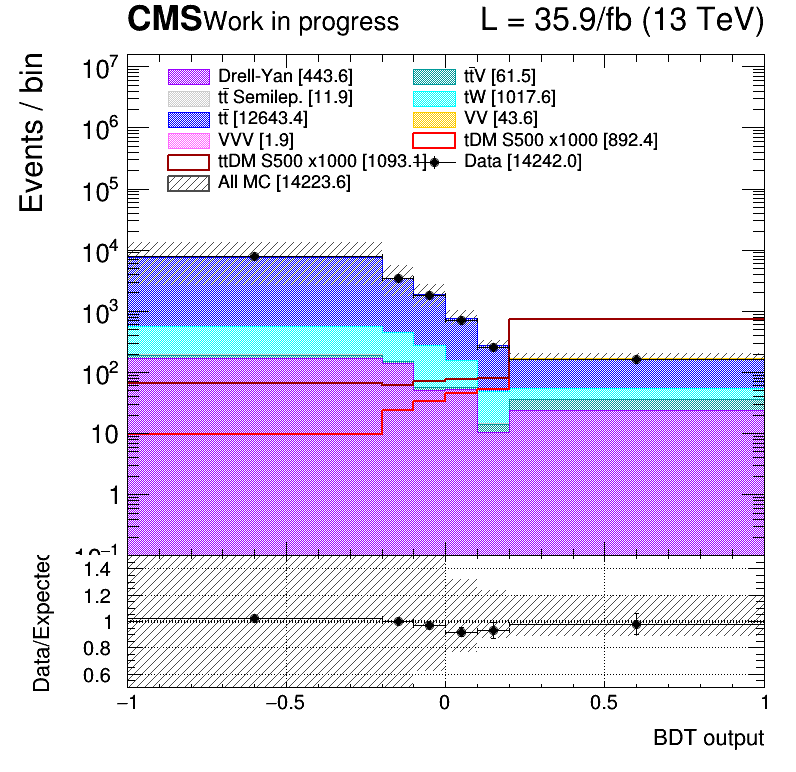 CMS Work in progress L = 35.9/fb (13 TeV)
Events / bin
10⁷
10⁶
10⁵
10⁴
10³
10²
10
1
10⁻¹
Drell-Yan [443.6] tt̄V [61.5]
tt̄ Semilep. [11.9] tW [1017.6]
tt̄ [12643.4] VV [43.6]
VVV [1.9] tDM S500 x1000 [892.4]
ttDM S500 x1000 [1093.1] Data [14242.0]
All MC [14223.6]
Data/Expected
1.4
1.2
1
0.8
0.6
−1 −0.5 0 0.5 1
BDT output